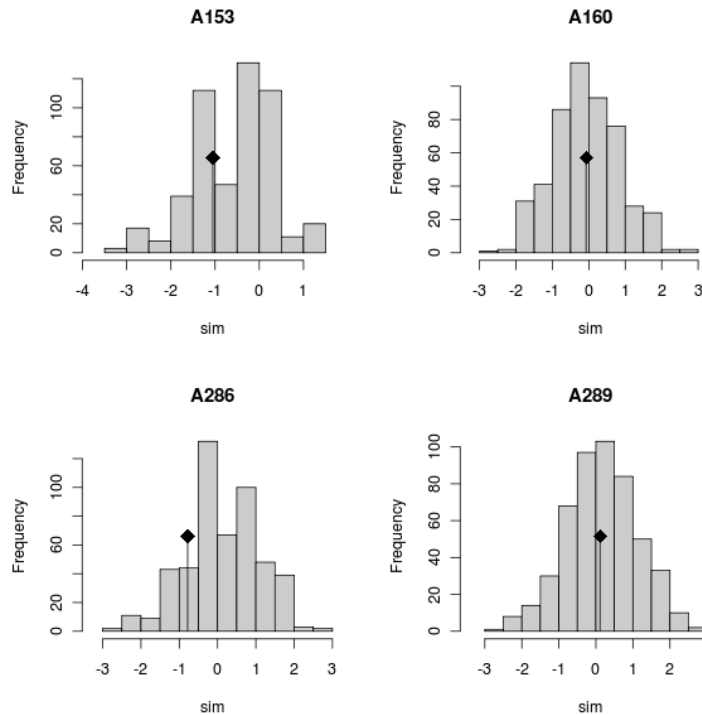 A153
Frequency
0 20 60 100
-4 -3 -2 -1 0 1
sim
A160
Frequency
0 20 40 60 80
-3 -2 -1 0 1 2 3
sim
A286
Frequency
0 20 60 100
-3 -2 -1 0 1 2 3
sim
A289
Frequency
0 20 40 60 80 100
-3 -2 -1 0 1 2
sim